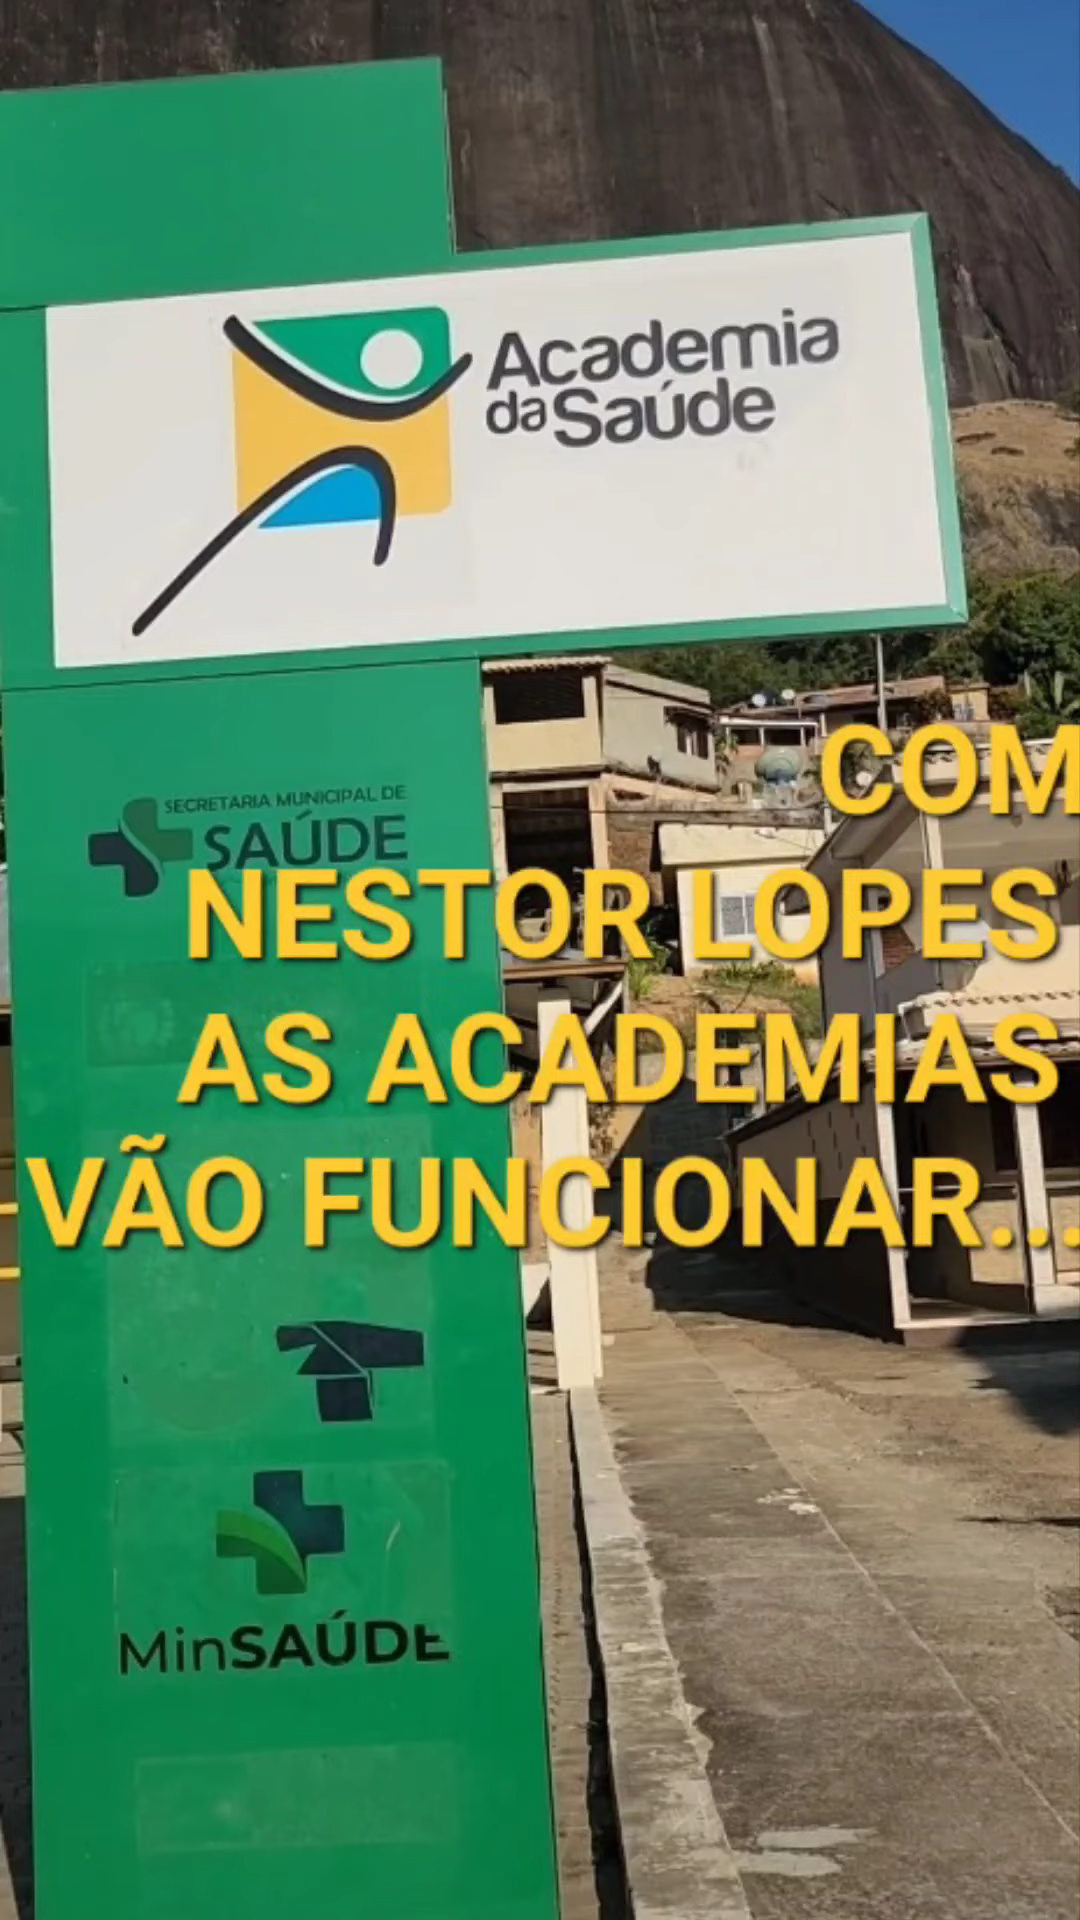 Academia
da Saúde
SECRETARIA MUNICIPAL DE
SAÚDE
COM
NESTOR LOPES
AS ACADEMIAS
VÃO FUNCIONAR...
MinSAÚDE